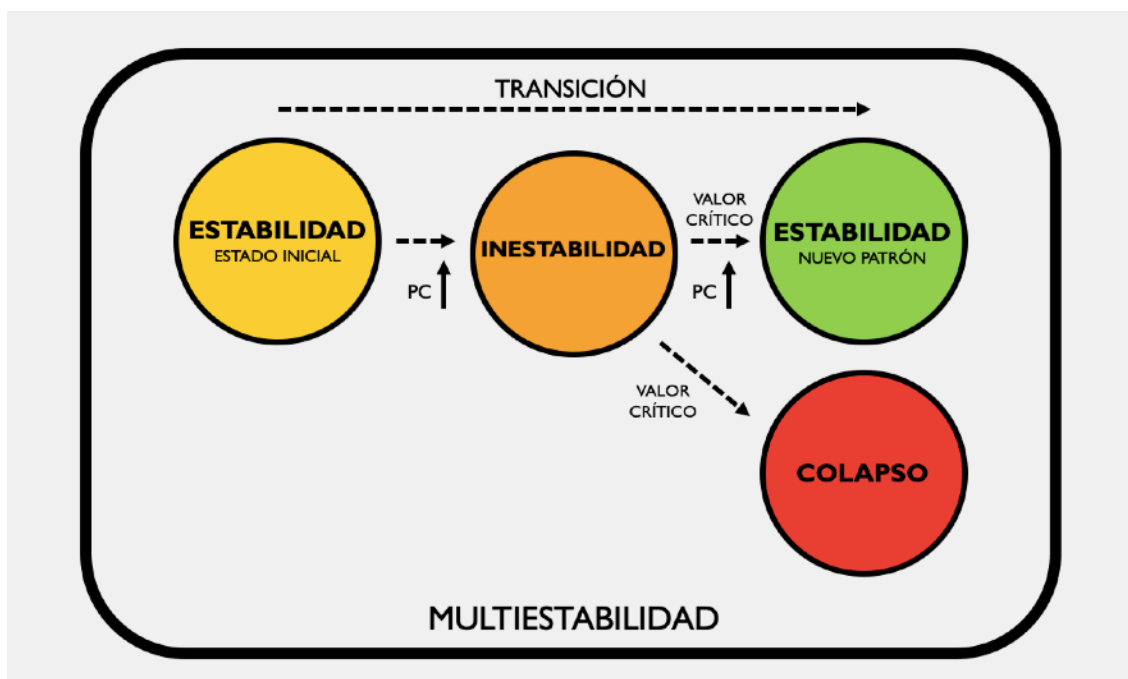 TRANSICIÓN
ESTABILIDAD
ESTADO INICIAL
PC
INESTABILIDAD
VALOR
CRÍTICO
PC
ESTABILIDAD
NUEVO PATRÓN
VALOR
CRÍTICO
COLAPSO
MULTIESTABILIDAD